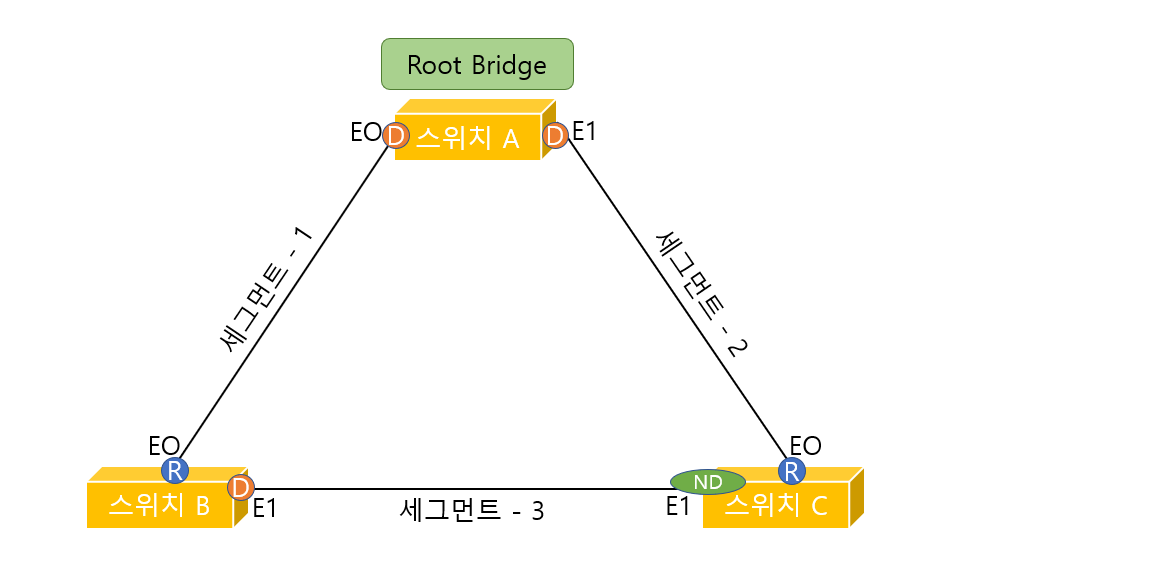 Root Bridge
EO
D
스위치 A
D
E1
세그먼트 - 1
세그먼트 - 2
EO
R
스위치 B
D
E1
세그먼트 - 3
EO
R
ND
E1
스위치 C